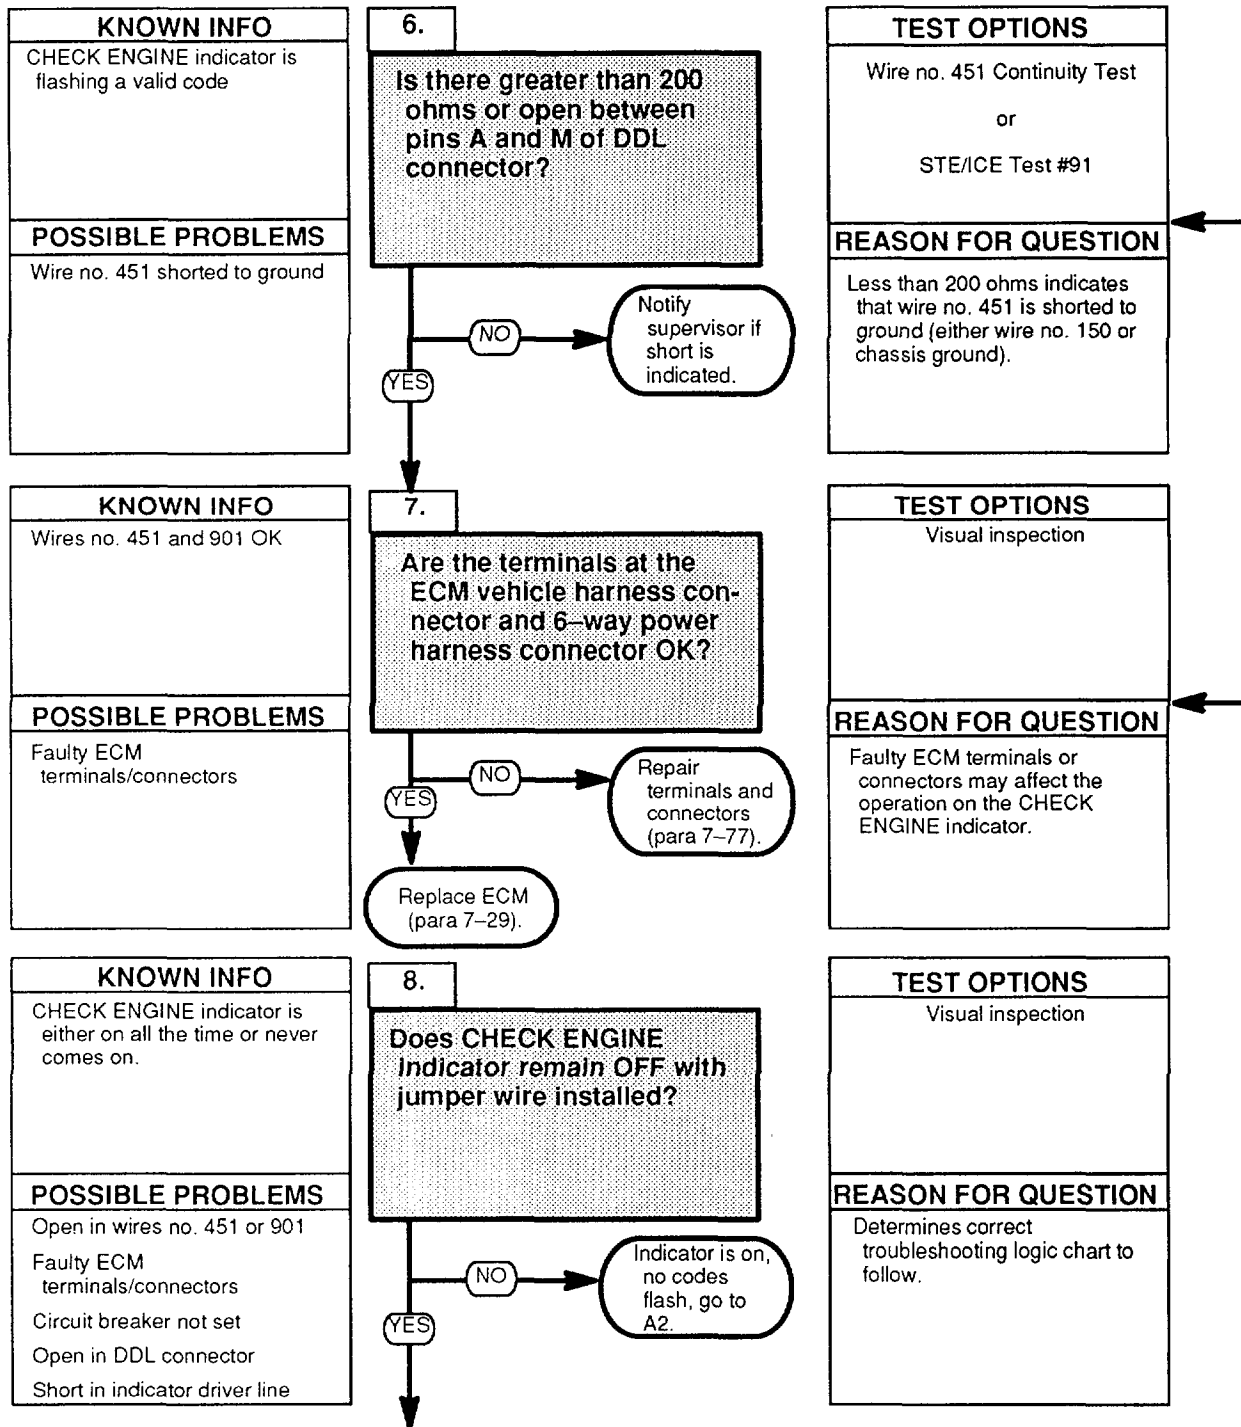 KNOWN INFO
CHECK ENGINE indicator is
flashing a valid code
POSSIBLE PROBLEMS
Wire no. 451 shorted to ground
6.
Is there greater than 200
ohms or open between
pins A and M of DDL
connector?
NO
Notify
supervisor if
short is
indicated.
YES
TEST OPTIONS
Wire no. 451 Continuity Test
or
STE/ICE Test #91
REASON FOR QUESTION
Less than 200 ohms indicates
that wire no. 451 is shorted to
ground (either wire no. 150 or
chassis ground).
KNOWN INFO
Wires no. 451 and 901 OK
POSSIBLE PROBLEMS
Faulty ECM
terminals/connectors
7.
Are the terminals at the
ECM vehicle harness con-
nector and 6–way power
harness connector OK?
NO
Repair
terminals and
connectors
(para 7–77).
YES
Replace ECM
(para 7–29).
TEST OPTIONS
Visual inspection
REASON FOR QUESTION
Faulty ECM terminals or
connectors may affect the
operation on the CHECK
ENGINE indicator.
KNOWN INFO
CHECK ENGINE indicator is
either on all the time or never
comes on.
POSSIBLE PROBLEMS
Open in wires no. 451 or 901
Faulty ECM
terminals/connectors
Circuit breaker not set
Open in DDL connector
Short in indicator driver line
8.
Does CHECK ENGINE
Indicator remain OFF with
jumper wire installed?
NO
Indicator is on,
no codes
flash, go to
A2.
YES
TEST OPTIONS
Visual inspection
REASON FOR QUESTION
Determines correct
troubleshooting logic chart to
follow.